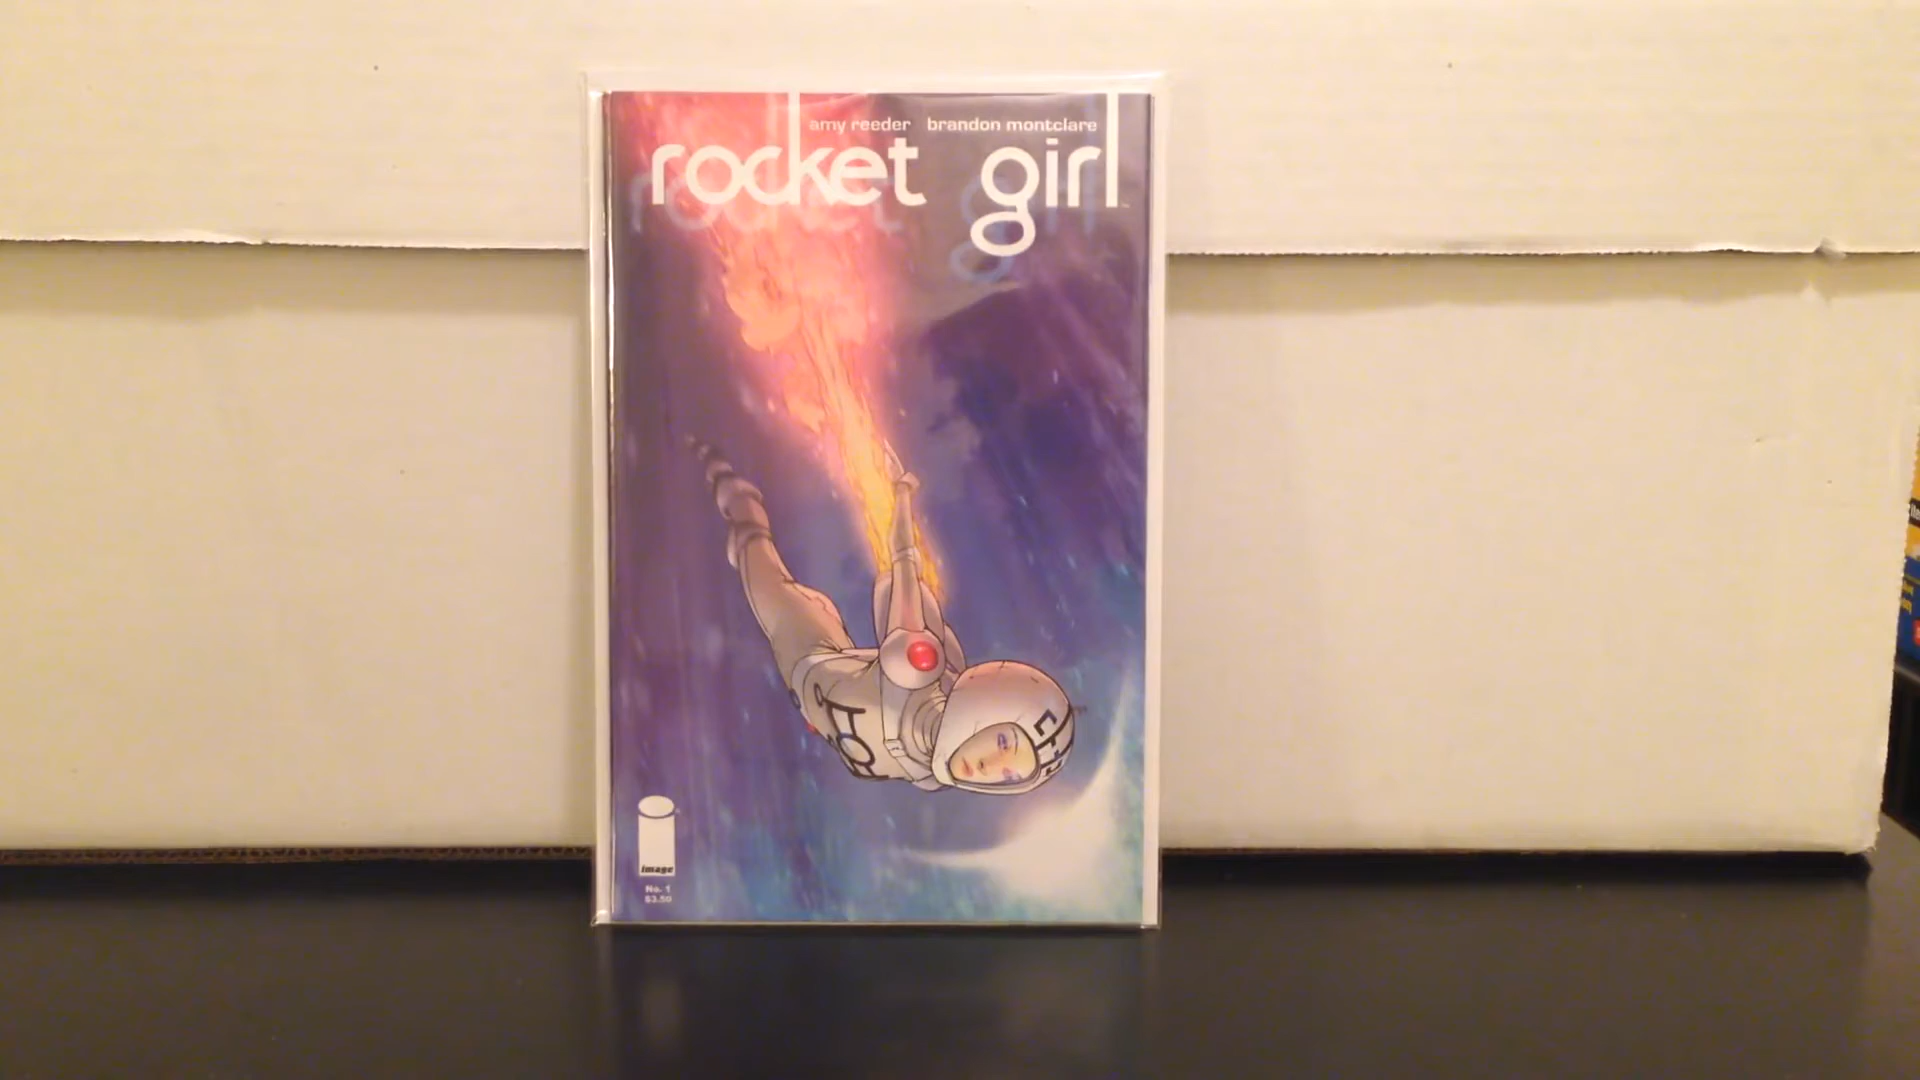 amy reeder brandon montclare
rocket girl
image
No. 1
$3.50